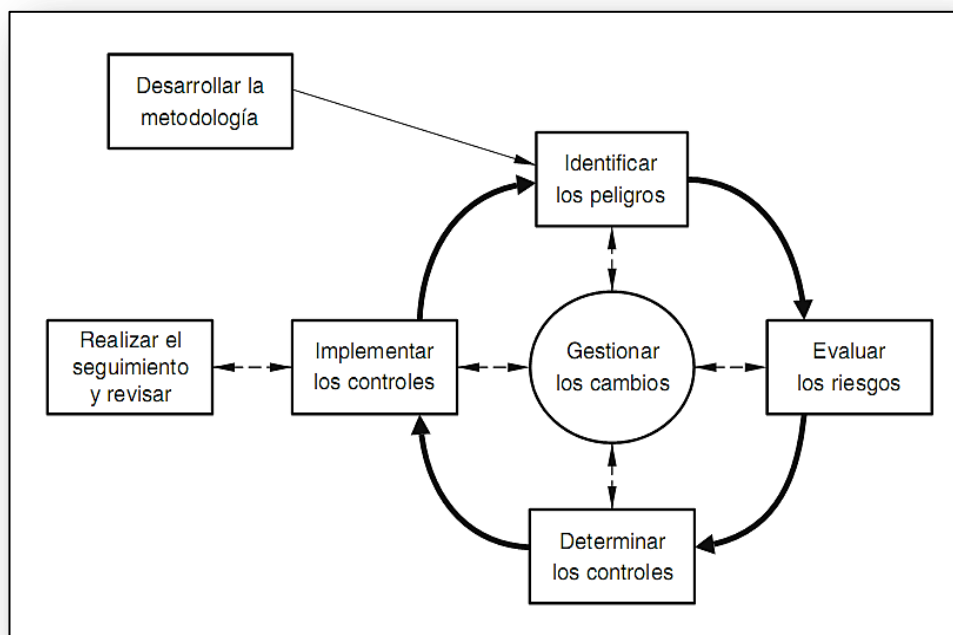 Desarrollar la
metodología
Identificar
los peligros
Realizar el
seguimiento
y revisar
Implementar
los controles
Gestionar
los cambios
Evaluar
los riesgos
Determinar
los controles